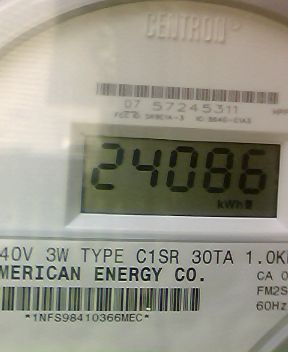 CENTRON
07 57245311
24086
kWh
40V 3W TYPE C1SR 30TA 1.0K
MERICAN ENERGY CO.
CA 0
FM2S
60Hz
*1NFS98410366MEC*